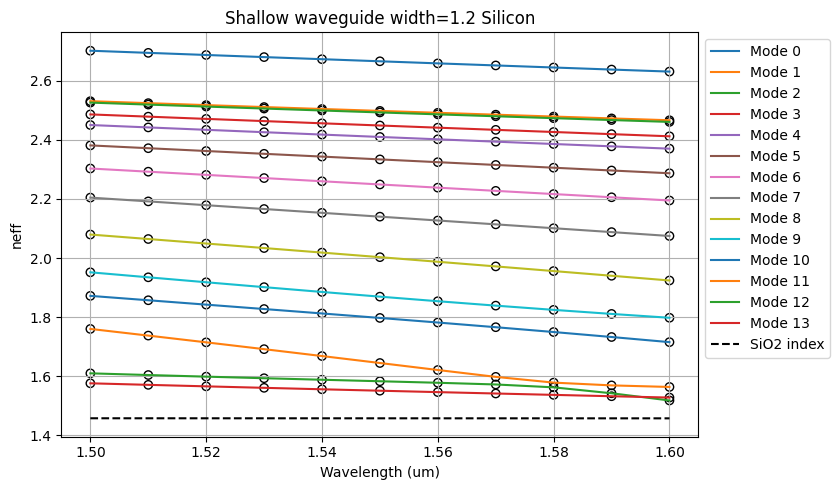 Shallow waveguide width=1.2 Silicon
neff
2.6
2.4
2.2
2.0
1.8
1.6
1.4
1.50
1.52
1.54
1.56
1.58
1.60
Wavelength (um)
Mode 0
Mode 1
Mode 2
Mode 3
Mode 4
Mode 5
Mode 6
Mode 7
Mode 8
Mode 9
Mode 10
Mode 11
Mode 12
Mode 13
SiO2 index